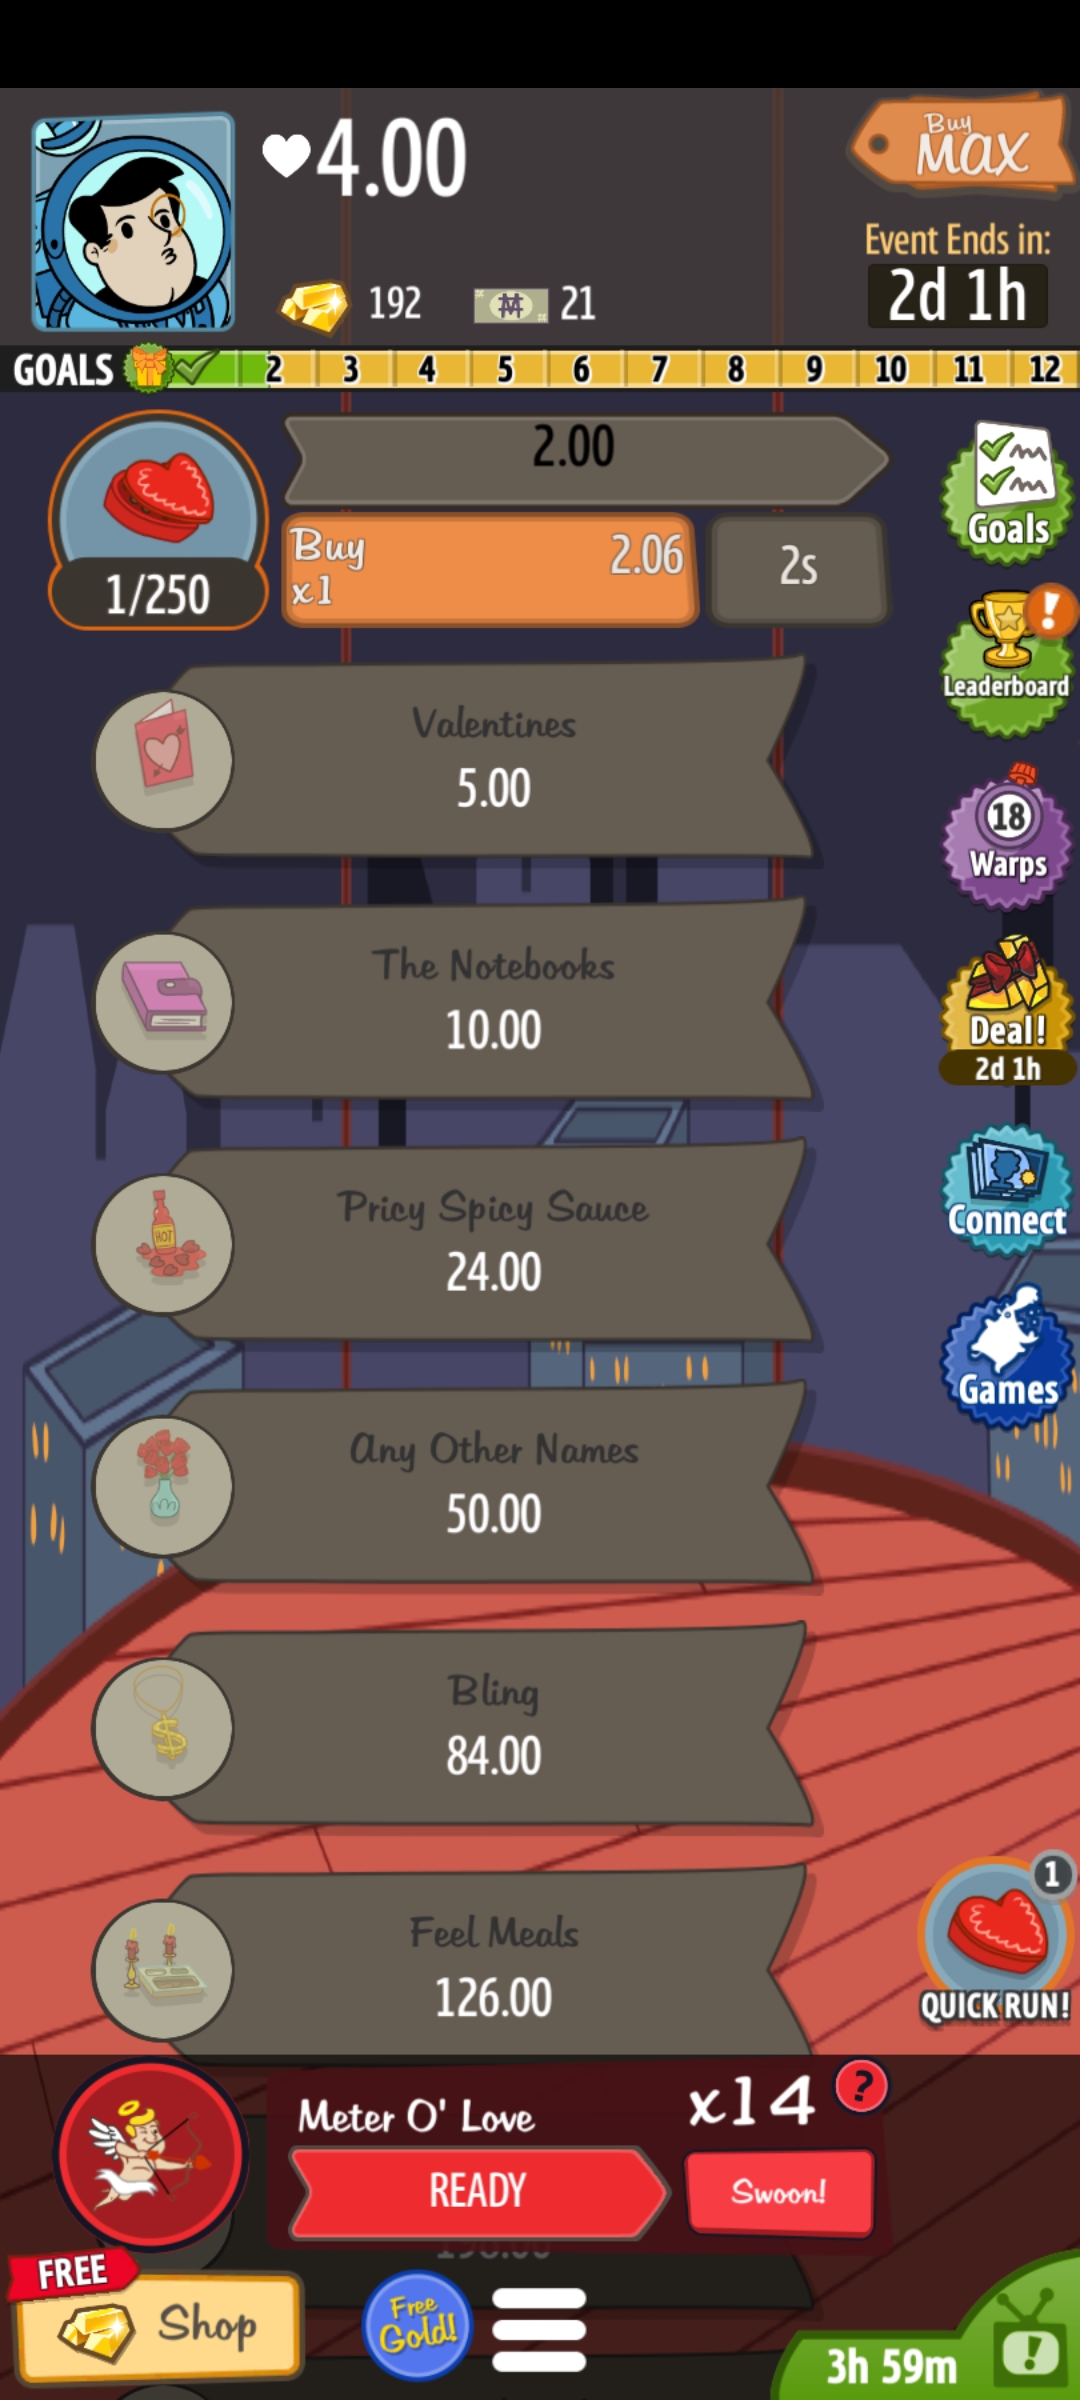 4.00
Buy
MAX
Event Ends in:
2d 1h
192
21
GOALS
2
3
4
5
6
7
8
9
10
11
12
2.00
Buy
x1
2.06
2s
1/250
Goals
!
Leaderboard
Valentines
5.00
18
Warps
The Notebooks
10.00
Deal!
2d 1h
Pricy Spicy Sauce
24.00
HOT
Connect
Any Other Names
50.00
Games
Bling
84.00
$
Feel Meals
126.00
1
QUICK RUN!
Meter O' Love
x14
?
READY
Swoon!
FREE
Shop
Free
Gold!
3h 59m
!